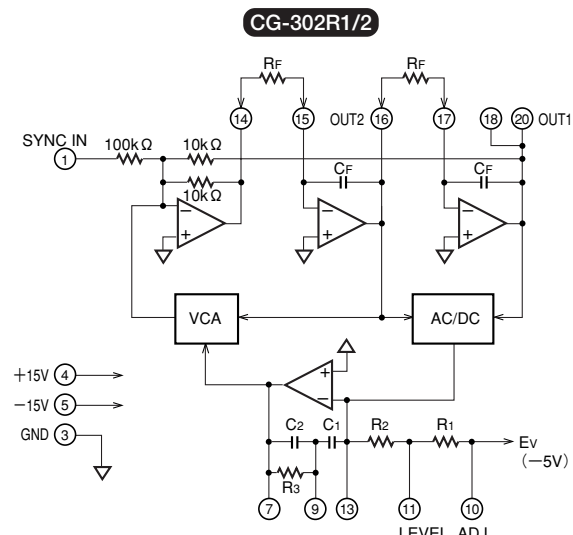 CG-302R1/2
RF
RF
14
15
OUT2
16
17
18
20
OUT1
SYNC IN
1
100kΩ
10kΩ
CF
CF
10kΩ
−
+
−
+
−
+
VCA
AC/DC
+15V
4
−15V
5
GND
3
+
−
C2
C1
R2
R1
EV
(−5V)
R3
7
9
13
11
10
LEVEL ADJ